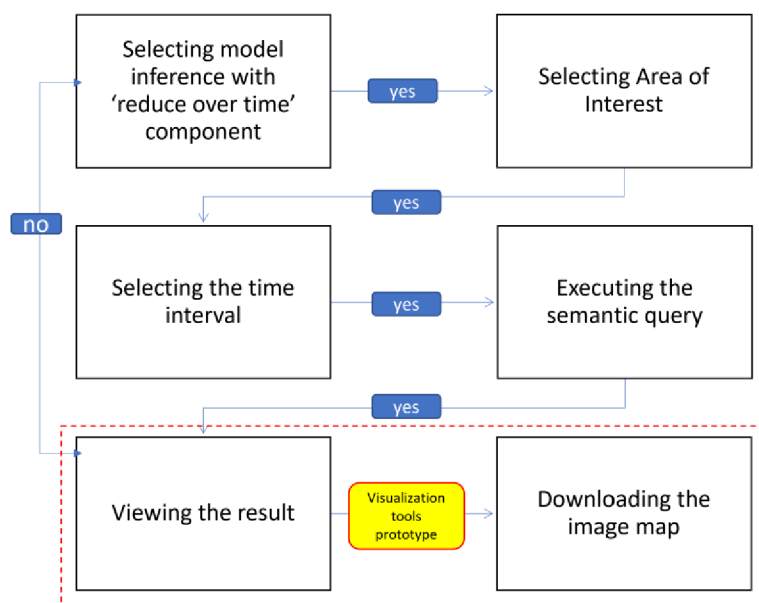 Selecting model
inference with
‘reduce over time’
component
yes
Selecting Area of
Interest
yes
no
Selecting the time
interval
yes
Executing the
semantic query
yes
Viewing the result
Visualization
tools
prototype
Downloading the
image map